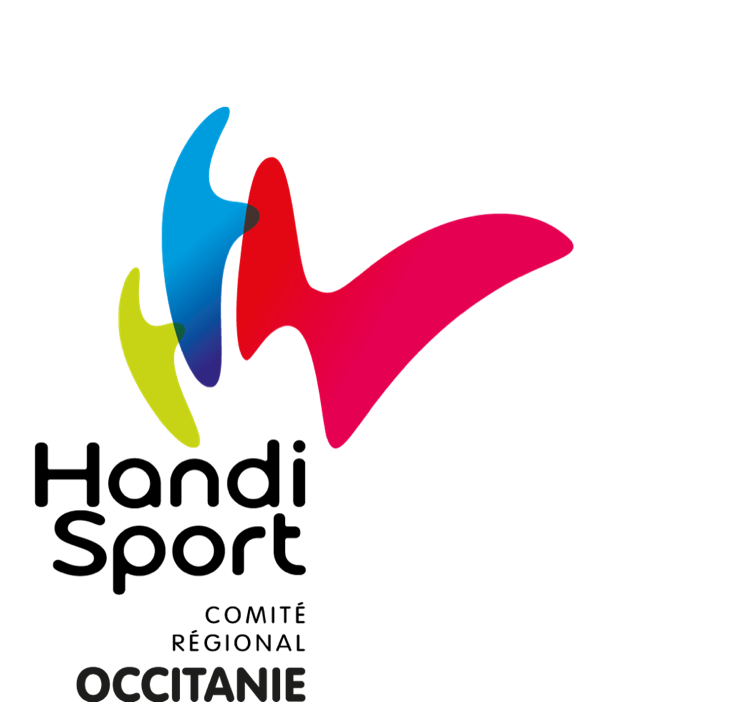 Handi
Sport
COMITÉ
RÉGIONAL
OCCITANIE